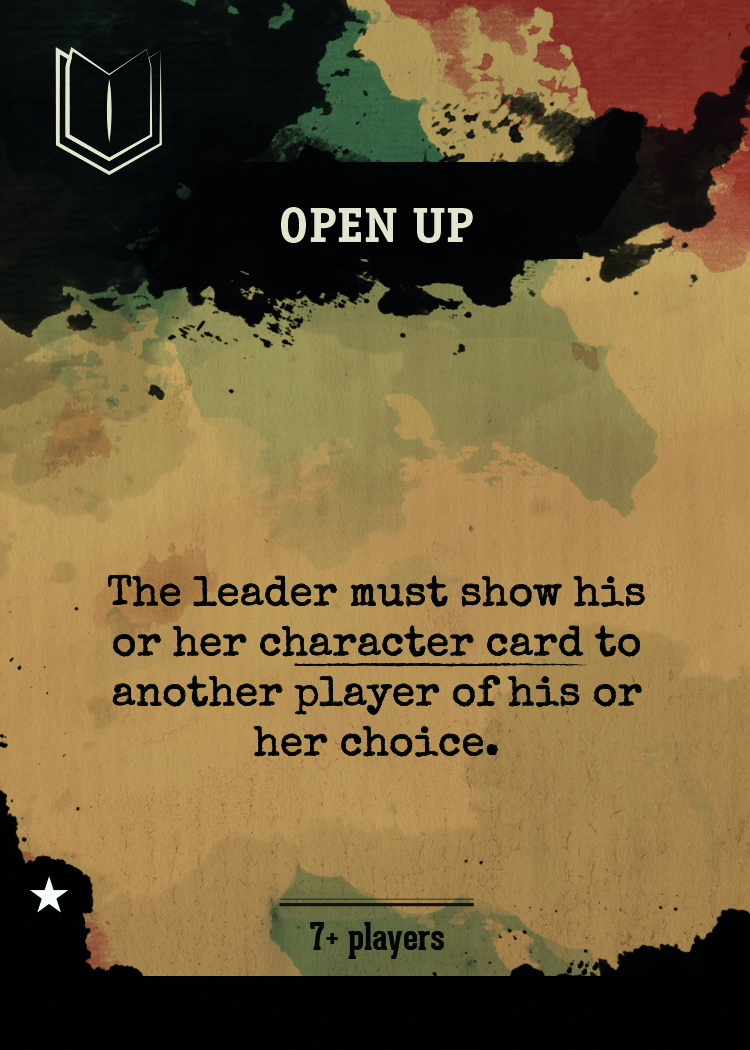 OPEN UP
The leader must show his
or her character card to
another player of his or
her choice.
7+ players